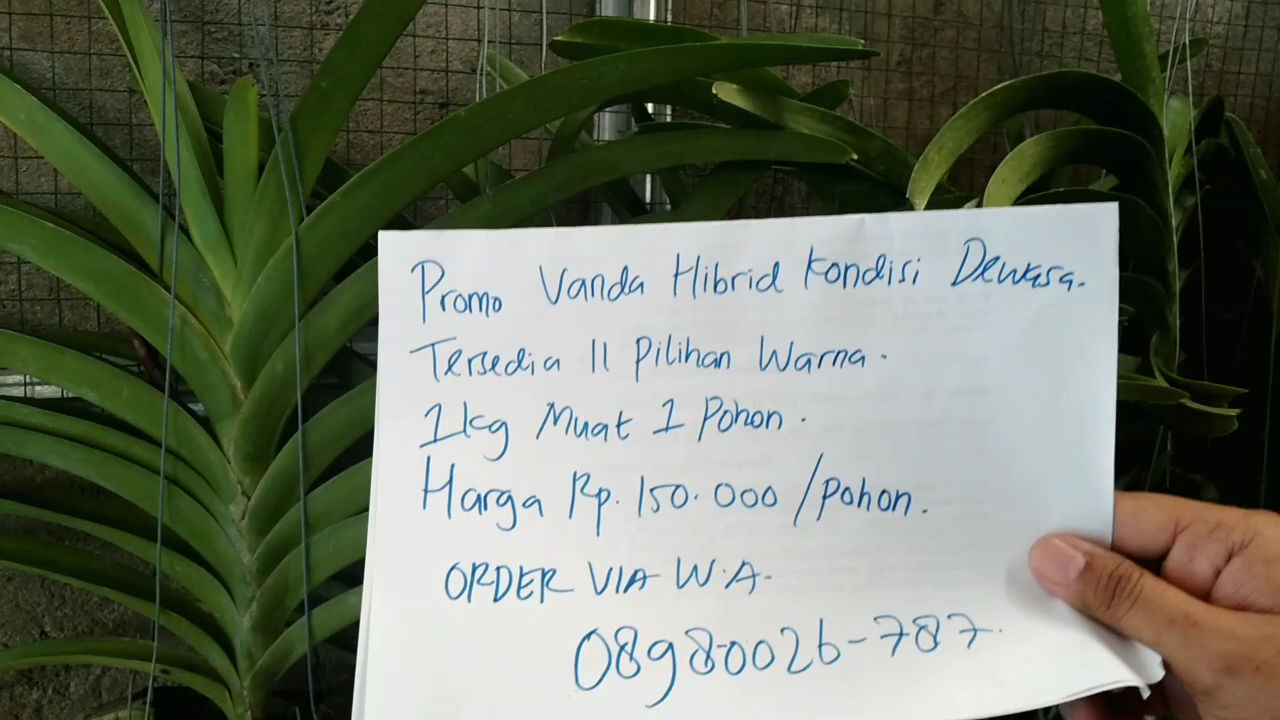 Promo Vanda Hibrid Kondisi Dewasa.
Tersedia 11 Pilihan Warna.
1kg Muat 1 Pohon.
Harga Rp. 150.000 /pohon.
ORDER VIA W.A.
08980026-787.